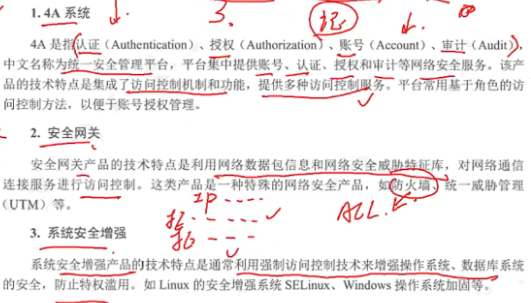 3.
1. 4A 系统
4A 是指认证（Authentication）、授权（Authorization）、账号（Account）、审计（Audit），
中文名称为统一安全管理平台，平台集中提供账号、认证、授权和审计等网络安全服务。该产
品的技术特点是集成了访问控制机制和功能，提供多种访问控制服务。平台常用基于角色的访
问控制方法，以便于账号授权管理。
2. 安全网关
安全网关产品的技术特点是利用网络数据包信息和网络安全威胁特征库，对网络通信
连接服务进行访问控制。这类产品是一种特殊的网络安全产品，如防火墙、统一威胁管理
（UTM）等。
IP
ACL
3. 系统安全增强
系统安全增强产品的技术特点是通常利用强制访问控制技术来增强操作系统、数据库系统
的安全，防止特权滥用。如 Linux 的安全增强系统 SELinux、Windows 操作系统加固等。